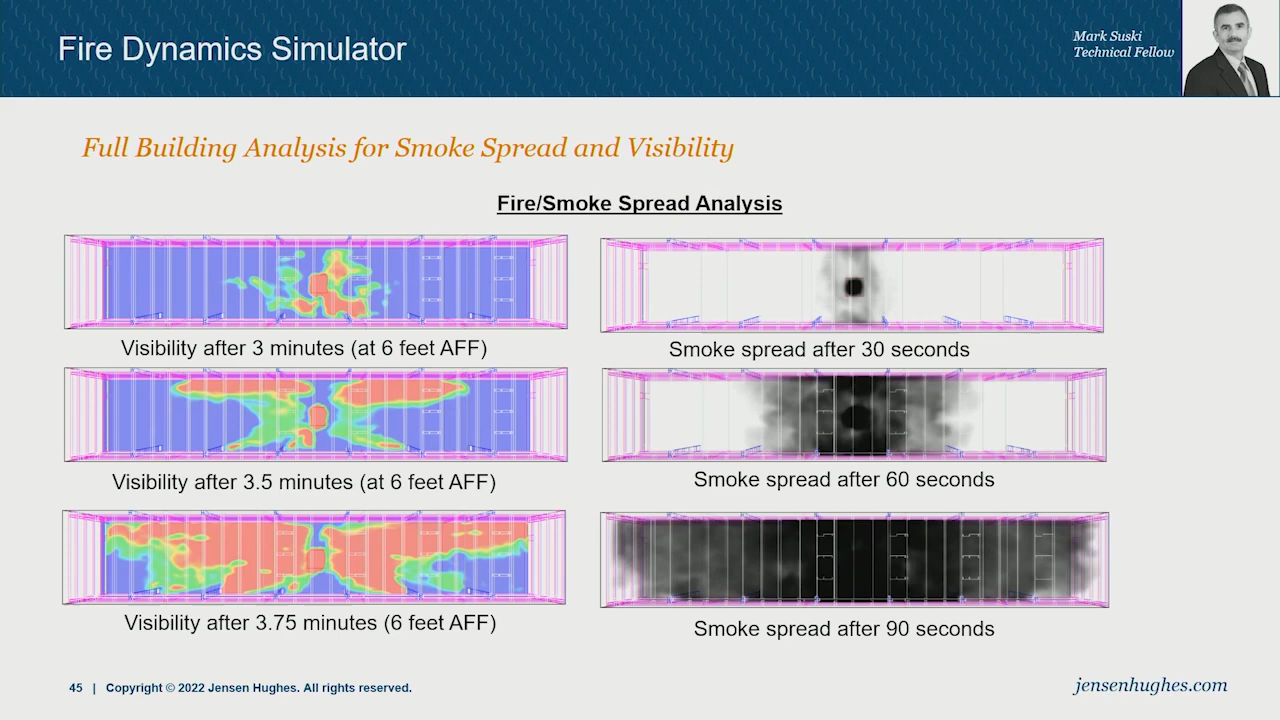 Fire Dynamics Simulator
Mark Suski
Technical Fellow
Full Building Analysis for Smoke Spread and Visibility
Fire/Smoke Spread Analysis
Visibility after 3 minutes (at 6 feet AFF)
Smoke spread after 30 seconds
Visibility after 3.5 minutes (at 6 feet AFF)
Smoke spread after 60 seconds
Visibility after 3.75 minutes (6 feet AFF)
Smoke spread after 90 seconds
45 | Copyright © 2022 Jensen Hughes. All rights reserved.
jensenhughes.com